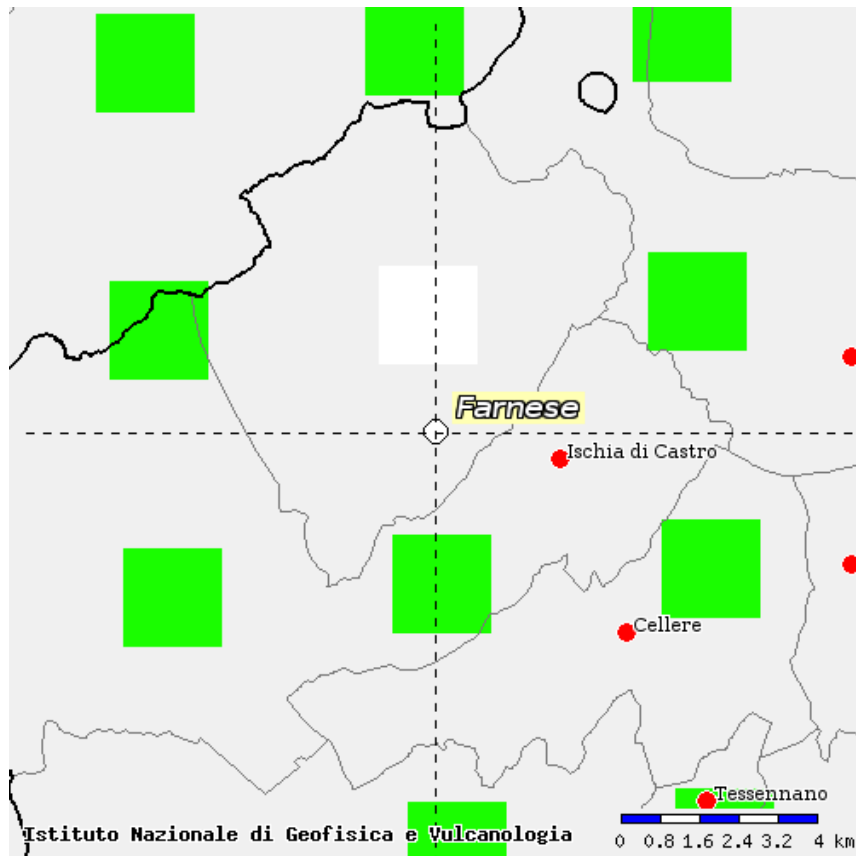 Farnese
Ischia di Castro
Cellere
Tessennano
Istituto Nazionale di Geofisica e Vulcanologia
0 0.8 1.6 2.4 3.2 4 km